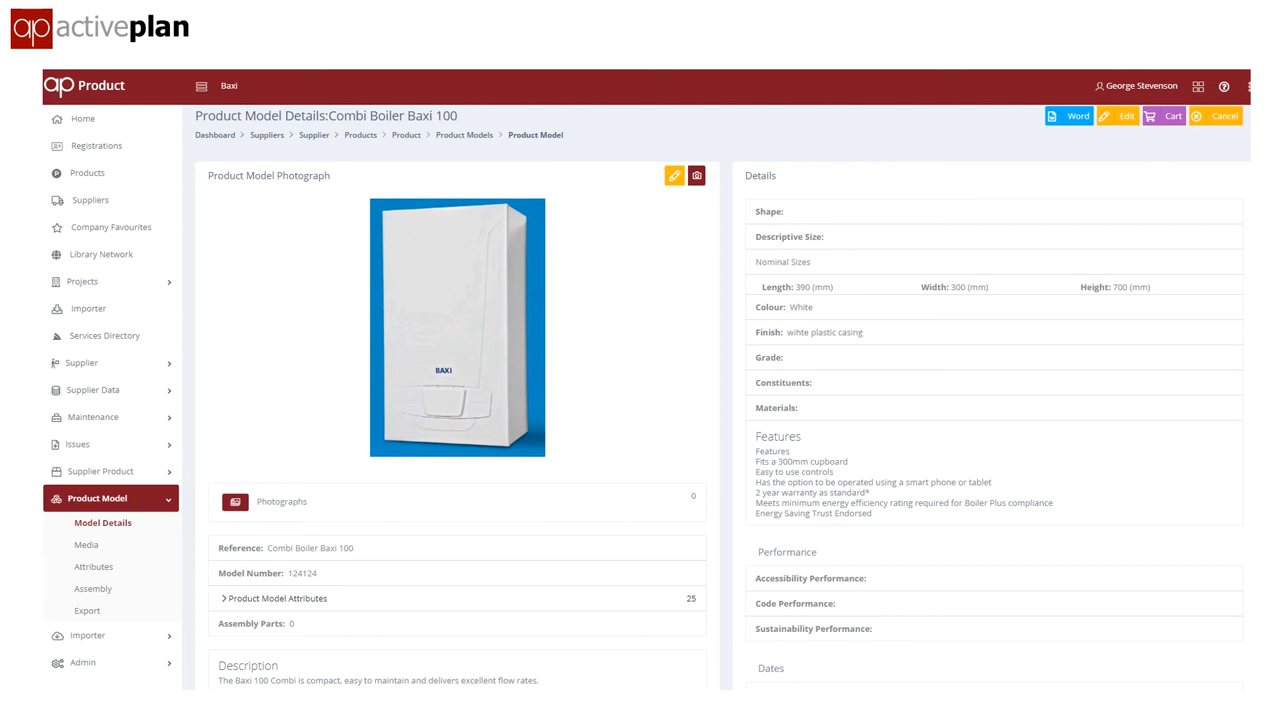 ap activeplan
ap Product
Baxi
George Stevenson
Home
Registrations
Products
Suppliers
Company Favourites
Library Network
Projects
Importer
Services Directory
Supplier
Supplier Data
Maintenance
Issues
Supplier Product
Product Model
Model Details
Media
Attributes
Assembly
Export
Importer
Admin
Product Model Details:Combi Boiler Baxi 100
Word
Edit
Cart
Cancel
Dashboard > Suppliers > Supplier > Products > Product > Product Models > Product Model
Product Model Photograph
BAXI
Photographs 0
Reference: Combi Boiler Baxi 100
Model Number: 124124
> Product Model Attributes 25
Assembly Parts: 0
Description
The Baxi 100 Combi is compact, easy to maintain and delivers excellent flow rates.
Details
Shape:
Descriptive Size:
Nominal Sizes
Length: 390 (mm) Width: 300 (mm) Height: 700 (mm)
Colour: White
Finish: wihte plastic casing
Grade:
Constituents:
Materials:
Features
Features
Fits a 300mm cupboard
Easy to use controls
Has the option to be operated using a smart phone or tablet
2 year warranty as standard*
Meets minimum energy efficiency rating required for Boiler Plus compliance
Energy Saving Trust Endorsed
Performance
Accessibility Performance:
Code Performance:
Sustainability Performance:
Dates